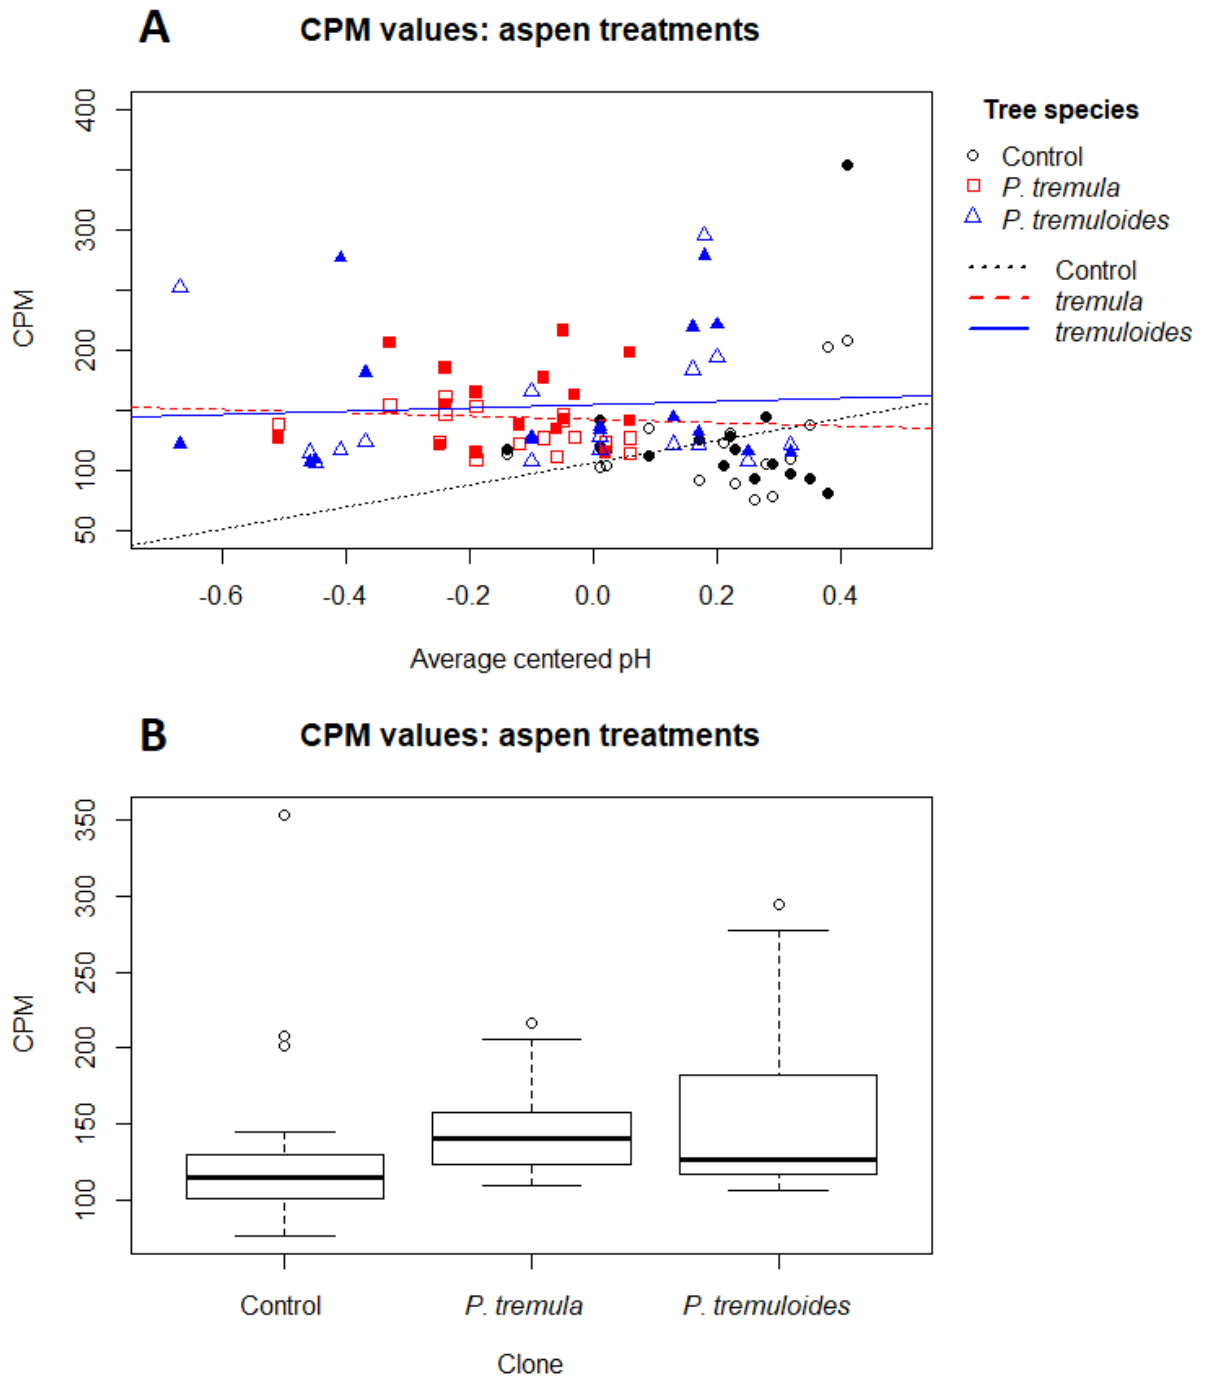 A
CPM values: aspen treatments
400
300
200
100
50
CPM
-0.6 -0.4 -0.2 0.0 0.2 0.4
Average centered pH
Tree species
Control
P. tremula
P. tremuloides
Control
tremula
tremuloides
B
CPM values: aspen treatments
350
300
250
200
150
100
CPM
Control P. tremula P. tremuloides
Clone